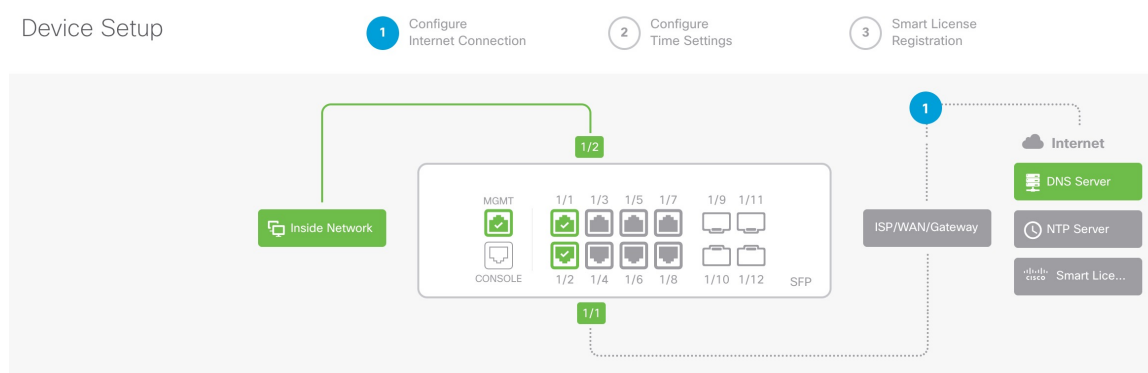 Device Setup
1
Configure
Internet Connection
2
Configure
Time Settings
3
Smart License
Registration
1
1/2
Internet
MGMT
1/1 1/3 1/5 1/7 1/9 1/11
DNS Server
Inside Network
ISP/WAN/Gateway
NTP Server
CONSOLE
1/2 1/4 1/6 1/8 1/10 1/12
SFP
CISCO
Smart Lice...
1/1